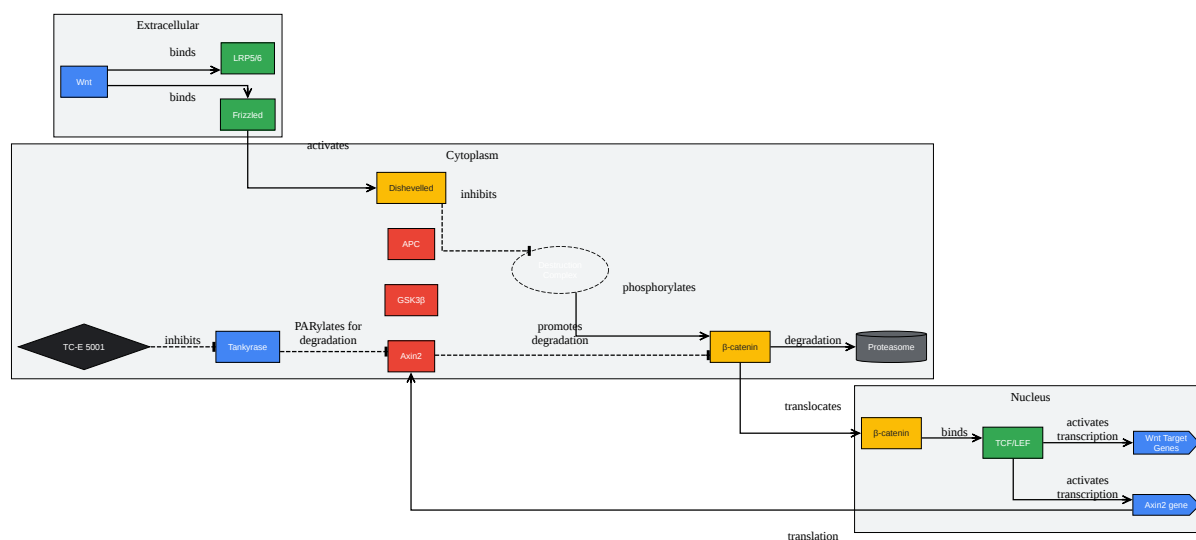 Extracellular
binds
LRP5/6
Wnt
binds
Frizzled
activates
Cytoplasm
Dishevelled
inhibits
APC
phosphorylates
GSK3β
TC-E 5001
inhibits
Tankyrase
PARylates for
degradation
Axin2
promotes
degradation
β-catenin
degradation
Proteasome
translocates
Nucleus
β-catenin
binds
TCF/LEF
activates
transcription
Wnt Target
Genes
activates
transcription
Axin2 gene
translation